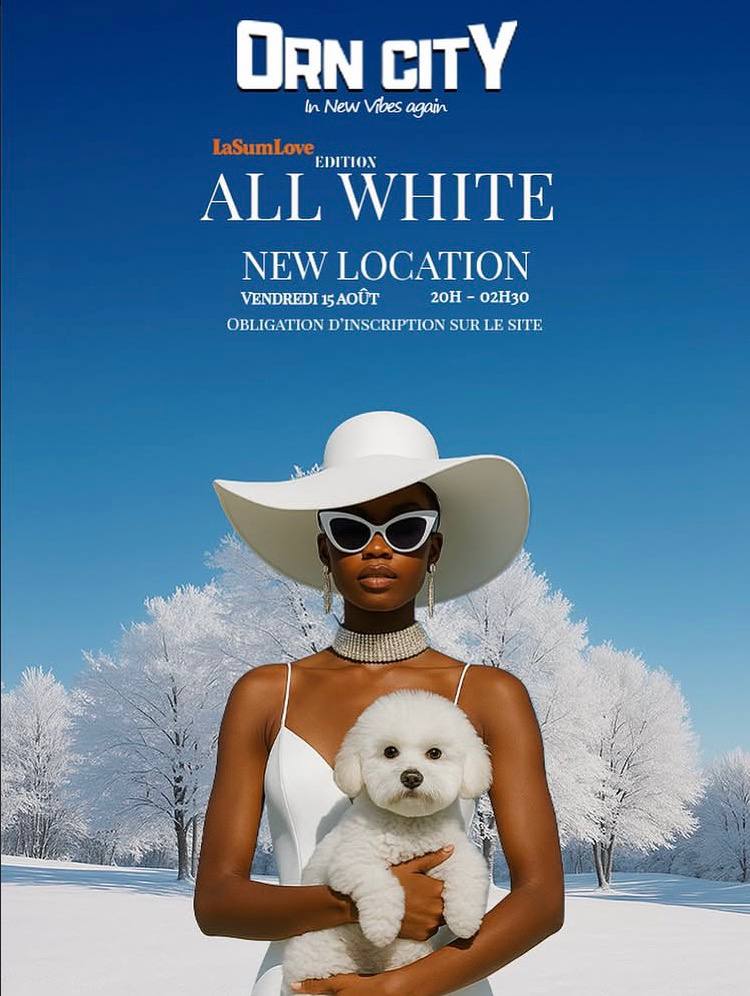 ORN CITY
In New Vibes again
LaSumLove
EDITION
ALL WHITE
NEW LOCATION
VENDREDI 15 AOÛT 20H - 02H30
OBLIGATION D'INSCRIPTION SUR LE SITE